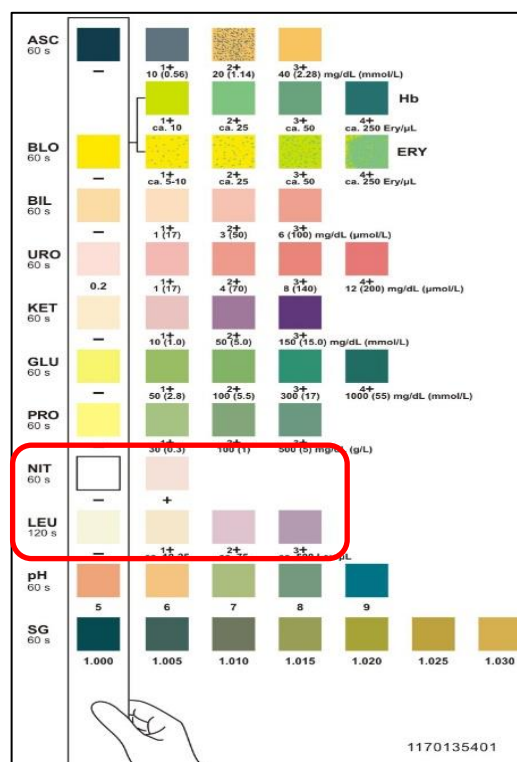 ASC
60 s
−
1+ 2+ 3+
10 (0.56) 20 (1.14) 40 (2.28) mg/dL (mmol/L)
Hb
1+ 2+ 3+ 4+
ca. 10 ca. 25 ca. 50 ca. 250 Ery/µL
BLO
60 s
ERY
− 1+ 2+ 3+ 4+
ca. 5-10 ca. 25 ca. 50 ca. 250 Ery/µL
BIL
60 s
− 1+ 2+ 3+
1 (17) 3 (50) 6 (100) mg/dL (µmol/L)
URO
60 s
0.2 1+ 2+ 3+ 4+
1 (17) 4 (70) 8 (140) 12 (200) mg/dL (µmol/L)
KET
60 s
− 1+ 2+ 3+
10 (1.0) 50 (5.0) 150 (15.0) mg/dL (mmol/L)
GLU
60 s
− 1+ 2+ 3+ 4+
50 (2.8) 100 (5.5) 300 (17) 1000 (55) mg/dL (mmol/L)
PRO
60 s
− 1+ 2+ 3+
30 (0.3) 100 (1) 500 (5) mg/dL (g/L)
NIT
60 s
− +
LEU
120 s
− 1+ 2+ 3+
pH
60 s
5 6 7 8 9
SG
60 s
1.000 1.005 1.010 1.015 1.020 1.025 1.030
1170135401